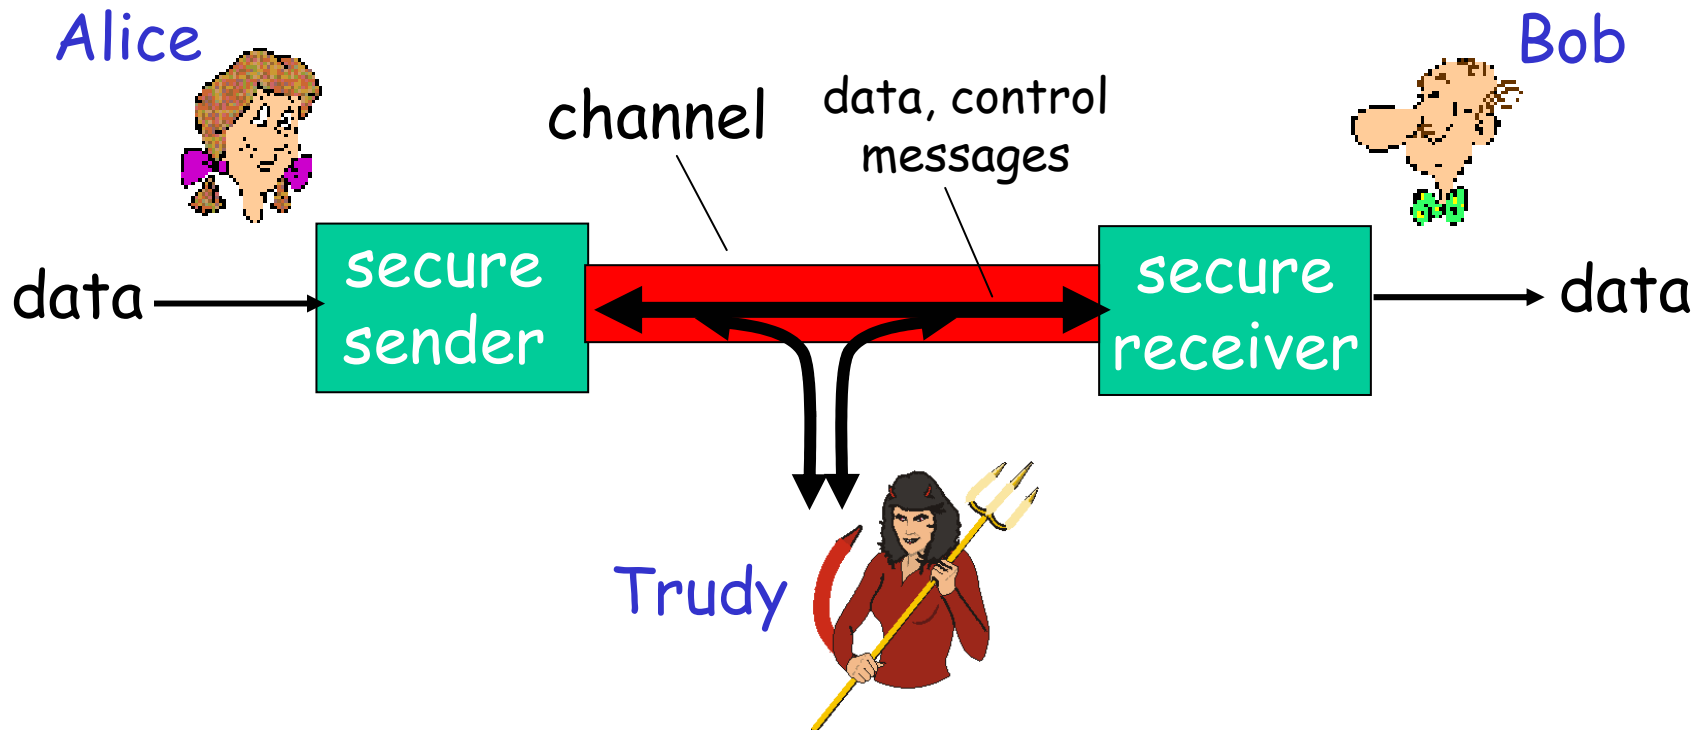 Alice
Bob
channel
data, control
messages
data
secure
sender
secure
receiver
data
Trudy